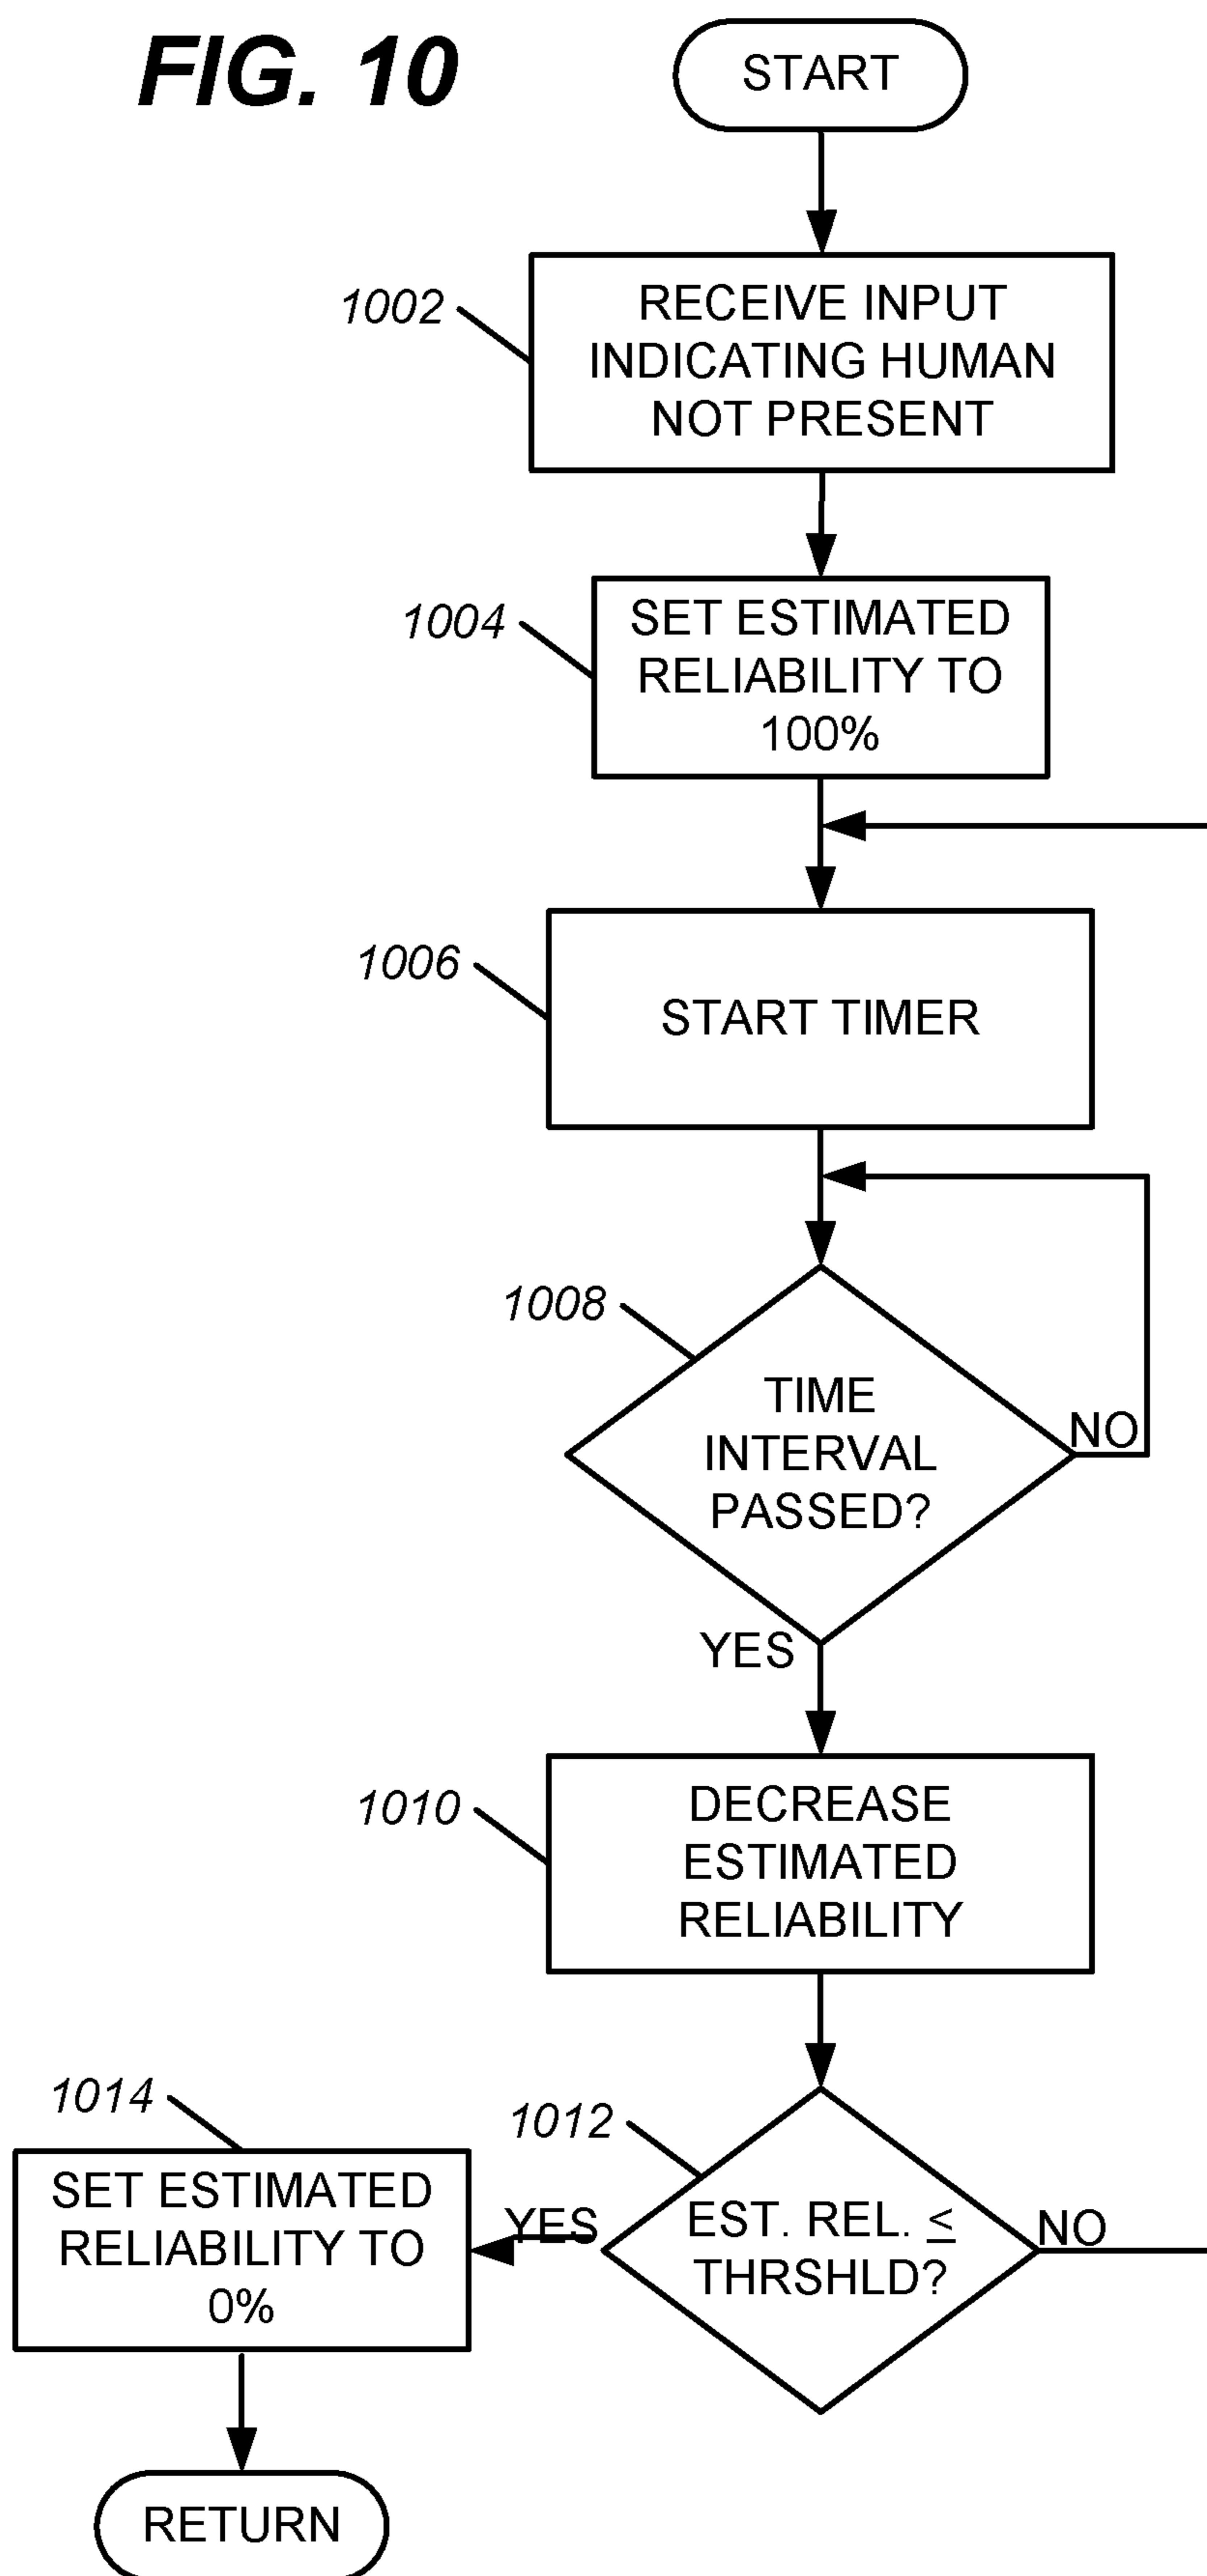 FIG. 10
START
1002
RECEIVE INPUT
INDICATING HUMAN
NOT PRESENT
1004
SET ESTIMATED
RELIABILITY TO
100%
1006
START TIMER
1008
TIME
INTERVAL
PASSED?
NO
YES
1010
DECREASE
ESTIMATED
RELIABILITY
1012
EST. REL. ≤
THRSHLD?
NO
YES
1014
SET ESTIMATED
RELIABILITY TO
0%
RETURN